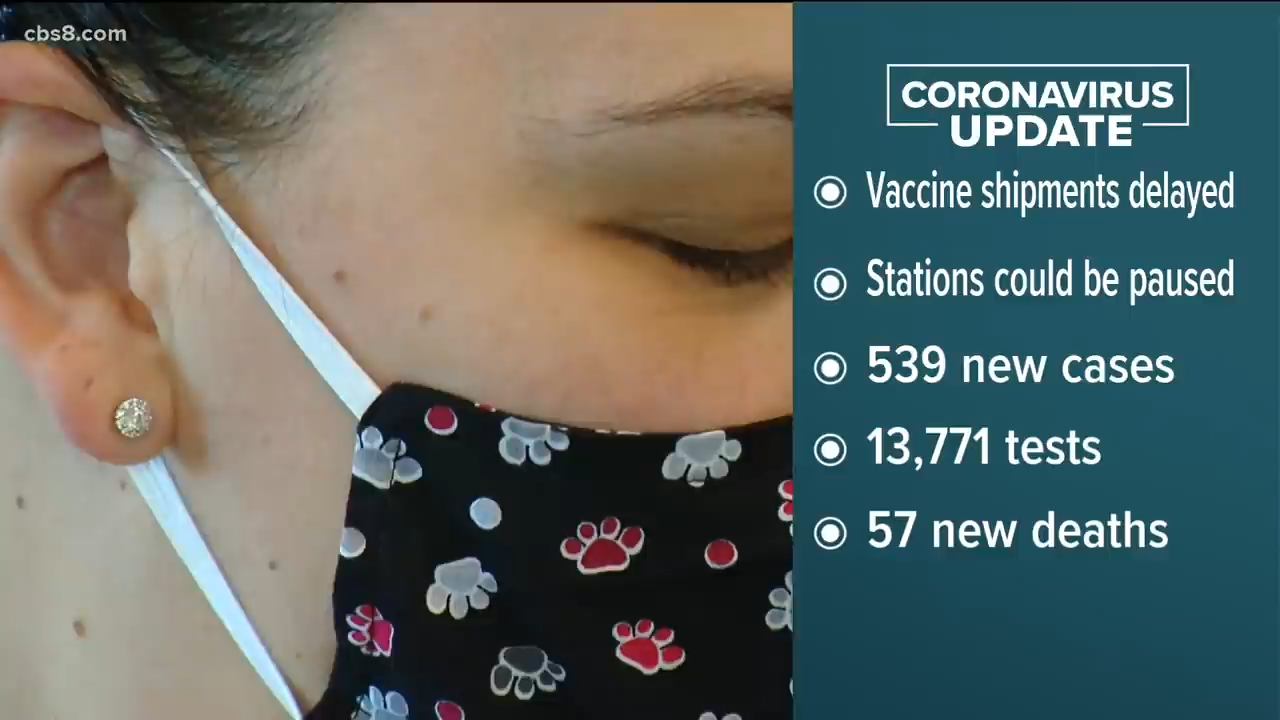 cbs8.com
CORONAVIRUS
UPDATE
Vaccine shipments delayed
Stations could be paused
539 new cases
13,771 tests
57 new deaths